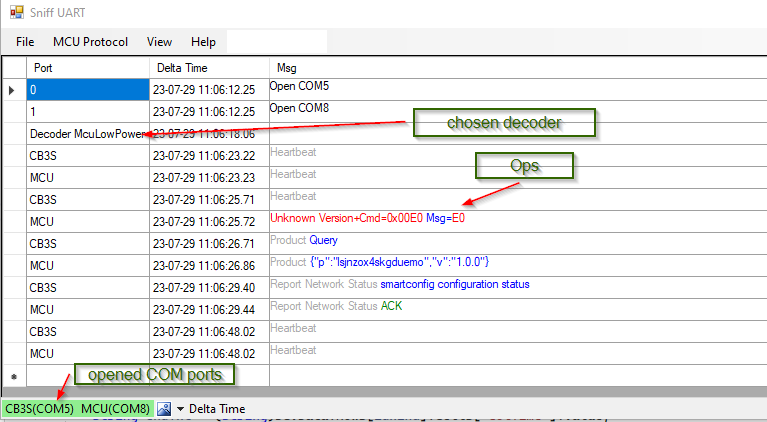 Sniff UART
File MCU Protocol View Help
Port Delta Time Msg
0 23-07-29 11:06:12.25 Open COM5
1 23-07-29 11:06:12.25 Open COM8
Decoder McuLowPower 23-07-29 11:06:18.06
chosen decoder
CB3S 23-07-29 11:06:23.22 Heartbeat
Ops
MCU 23-07-29 11:06:23.23 Heartbeat
CB3S 23-07-29 11:06:25.71 Heartbeat
MCU 23-07-29 11:06:25.72 Unknown Version+Cmd=0x00E0 Msg=E0
CB3S 23-07-29 11:06:26.71 Product Query
MCU 23-07-29 11:06:26.86 Product {"p":"lsjnzox4skgduemo","v":"1.0.0"}
CB3S 23-07-29 11:06:29.40 Report Network Status smartconfig configuration status
MCU 23-07-29 11:06:29.44 Report Network Status ACK
CB3S 23-07-29 11:06:48.02 Heartbeat
MCU 23-07-29 11:06:48.02 Heartbeat
opened COM ports
CB3S(COM5) MCU(COM8) Delta Time